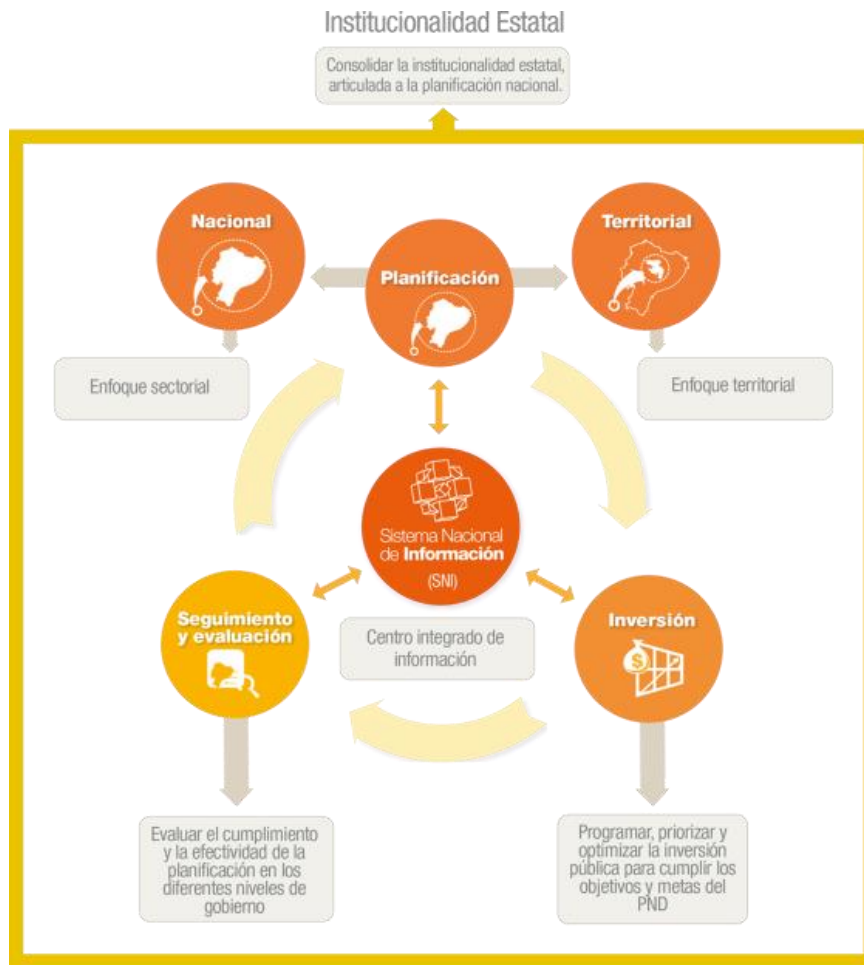 Institucionalidad Estatal
Consolidar la institucionalidad estatal,
articulada a la planificación nacional.
Nacional
Territorial
Planificación
Enfoque sectorial
Enfoque territorial
Sistema Nacional
de Información
(SNI)
Seguimiento
y evaluación
Centro integrado de
información
Inversión
$
Evaluar el cumplimiento
y la efectividad de la
planificación en los
diferentes niveles de
gobierno
Programar, priorizar y
optimizar la inversión
pública para cumplir los
objetivos y metas del
PND